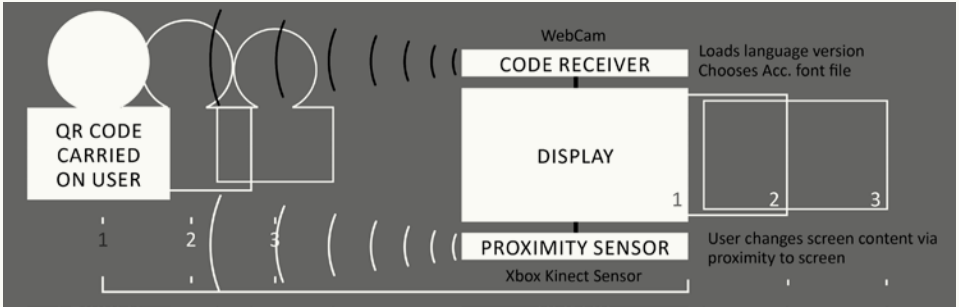 WebCam
CODE RECEIVER
Loads language version
Chooses Acc. font file
QR CODE
CARRIED
ON USER
DISPLAY
1
2
3
1
2
3
PROXIMITY SENSOR
Xbox Kinect Sensor
User changes screen content via
proximity to screen